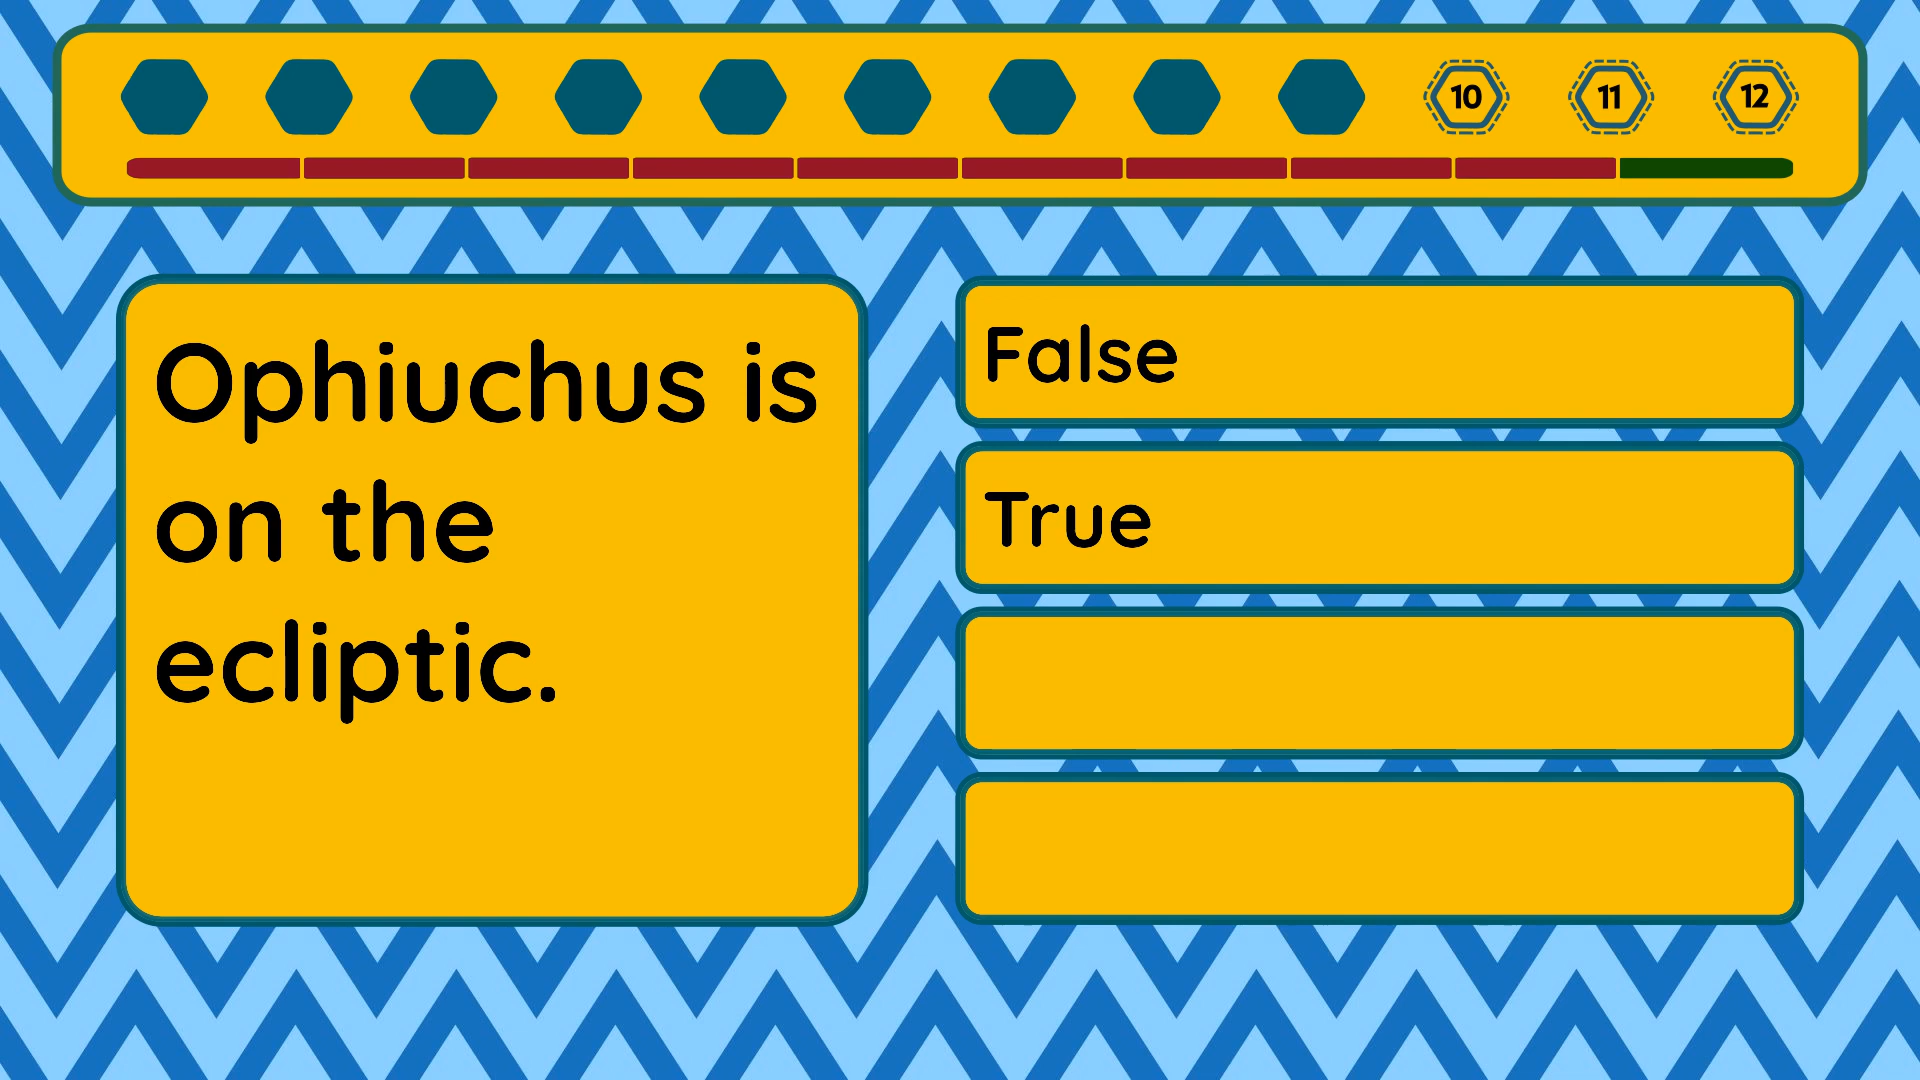 10 11 12
Ophiuchus is
on the
ecliptic.
False
True